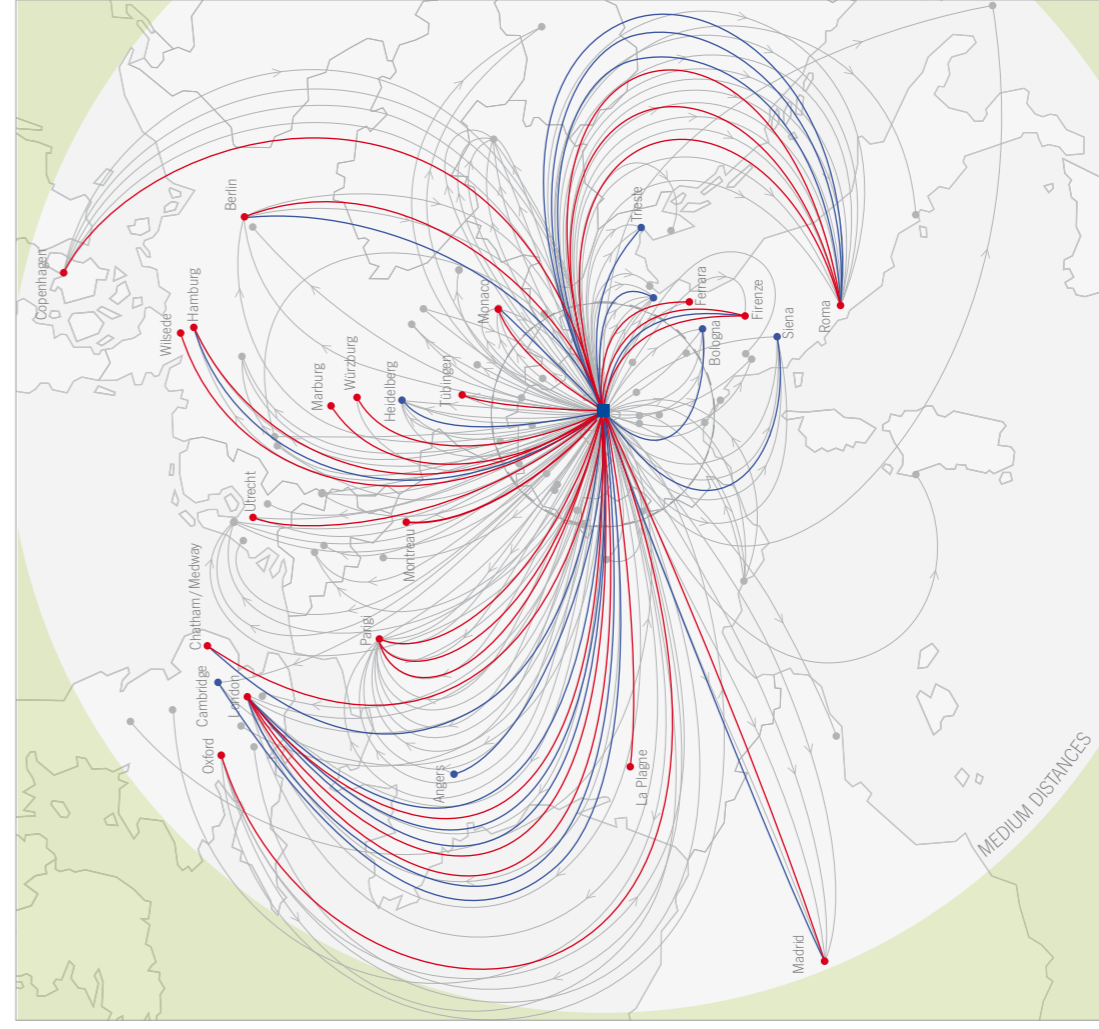 Copenhagen
Berlin
Trieste
Hamburg
Wilsede
Monaco
Ferrara
Firenze
Siena
Roma
Bologna
Würzburg
Marburg
Heidelberg
Tübingen
Utrecht
Montreau
Chatham/Medway
Parigi
Cambridge
London
Oxford
Angers
La Plagne
MEDIUM DISTANCES
Madrid